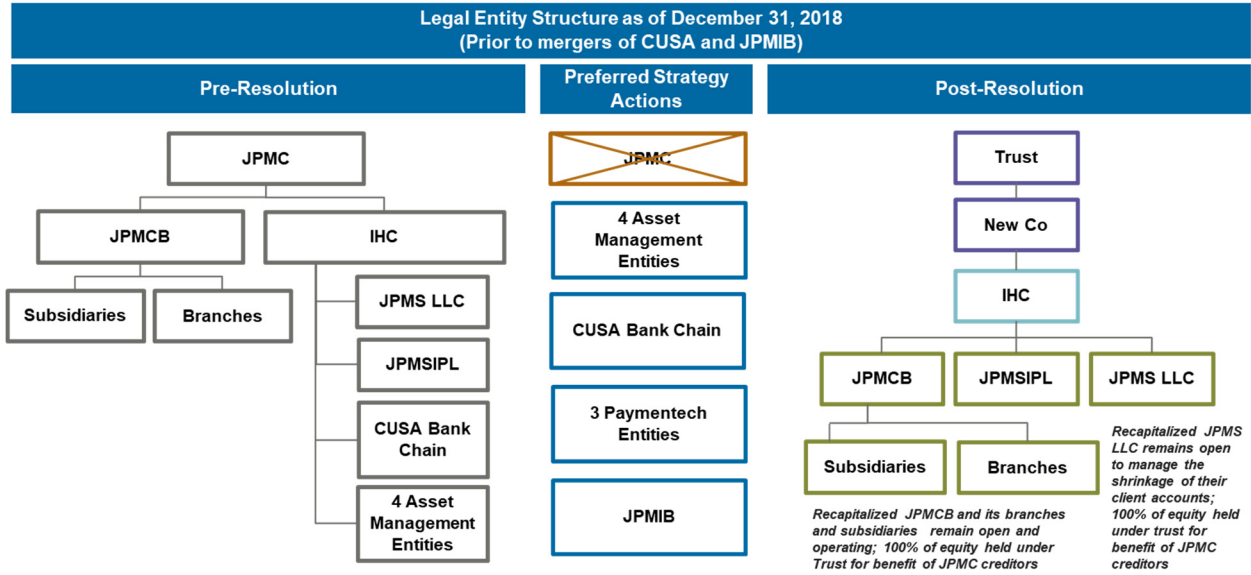 Legal Entity Structure as of December 31, 2018
(Prior to mergers of CUSA and JPMIB)
Pre-Resolution
Preferred Strategy
Actions
Post-Resolution
JPMC
JPMCB
IHC
Subsidiaries
Branches
JPMS LLC
JPMSIPL
CUSA Bank
Chain
4 Asset
Management
Entities
JPMC
4 Asset
Management
Entities
CUSA Bank Chain
3 Paymentech
Entities
JPMIB
Trust
New Co
IHC
JPMCB
JPMSIPL
JPMS LLC
Subsidiaries
Branches
Recapitalized JPMCB and its branches
and subsidiaries remain open and
operating; 100% of equity held under
Trust for benefit of JPMC creditors
Recapitalized JPMS
LLC remains open
to manage the
shrinkage of their
client accounts;
100% of equity held
under trust for
benefit of JPMC
creditors